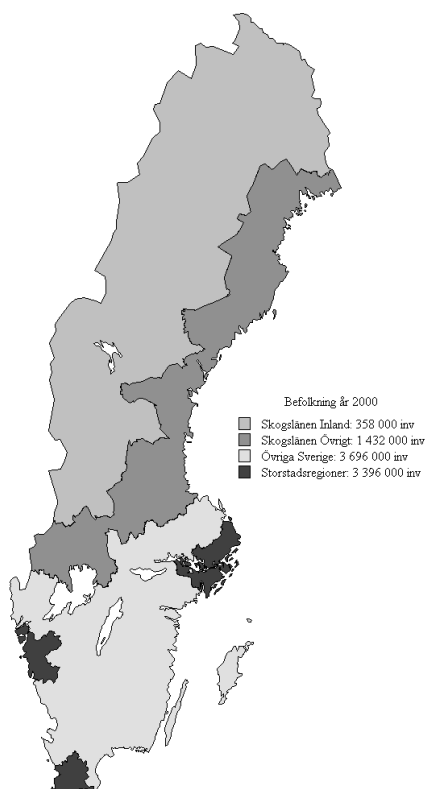 Befolkning år 2000
Skogslänen Inland: 358 000 inv
Skogslänen Övrigt: 1 432 000 inv
Övriga Sverige: 3 696 000 inv
Storstadsregioner: 3 396 000 inv